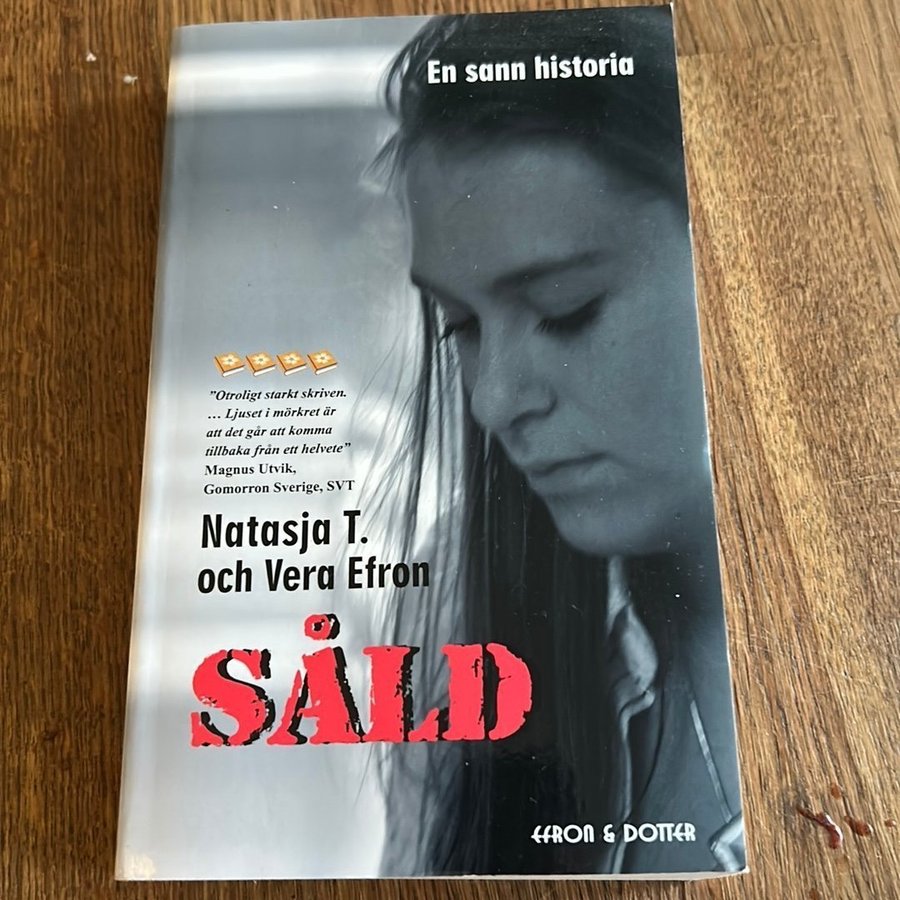 En sann historia
”Otroligt starkt skriven.
… Ljuset i mörkret är
att det går att komma
tillbaka från ett helvete”
Magnus Utvik,
Gomorron Sverige, SVT
Natasja T.
och Vera Efron
SÅLD
EFRON & DOTTER